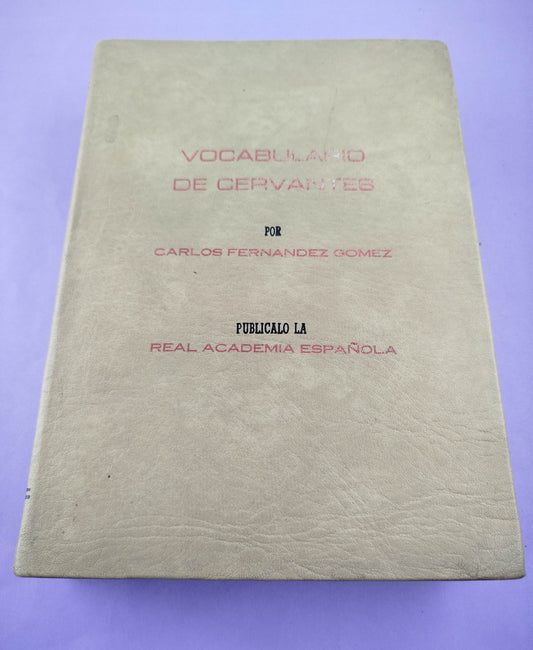 VOCABULARIO
DE CERVANTES
POR
CARLOS FERNANDEZ GOMEZ
PUBLICALO LA
REAL ACADEMIA ESPAÑOLA